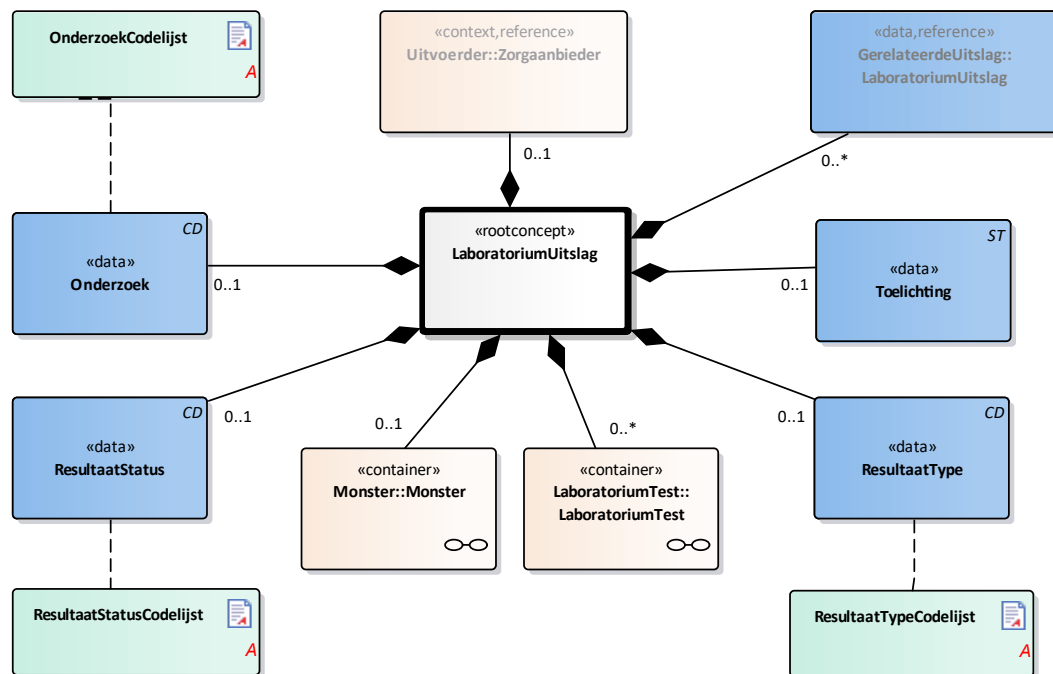 OnderzoekCodelijst
A
«context,reference»
Uitvoerder::Zorgaanbieder
«data,reference»
GerelateerdeUitslag::
LaboratoriumUitslag
0..1
0..*
CD
«data»
Onderzoek
0..1
«rootconcept»
LaboratoriumUitslag
ST
«data»
Toelichting
0..1
CD
«data»
ResultaatStatus
0..1
0..1
0..*
CD
«data»
ResultaatType
0..1
«container»
Monster::Monster
«container»
LaboratoriumTest::
LaboratoriumTest
ResultaatStatusCodelijst
A
ResultaatTypeCodelijst
A